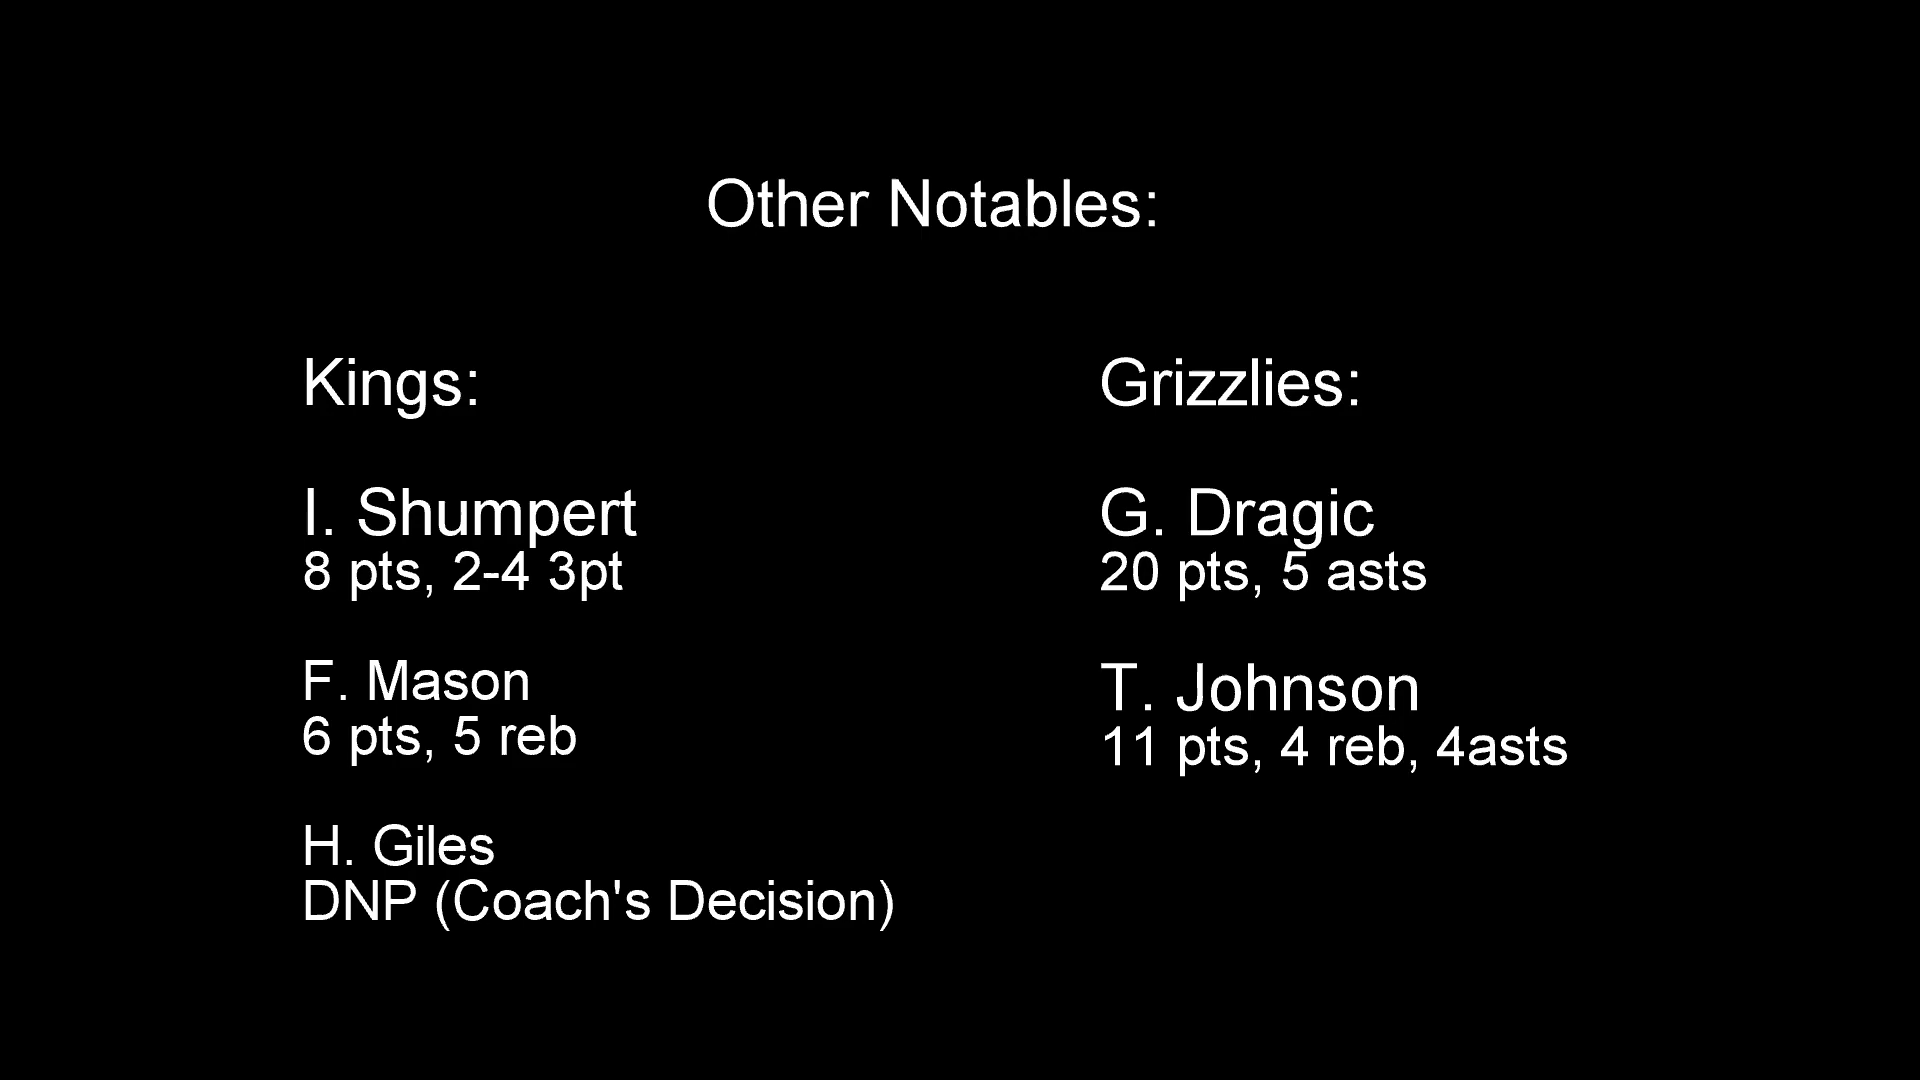 Other Notables:
Kings:
I. Shumpert
8 pts, 2-4 3pt
F. Mason
6 pts, 5 reb
H. Giles
DNP (Coach's Decision)
Grizzlies:
G. Dragic
20 pts, 5 asts
T. Johnson
11 pts, 4 reb, 4asts